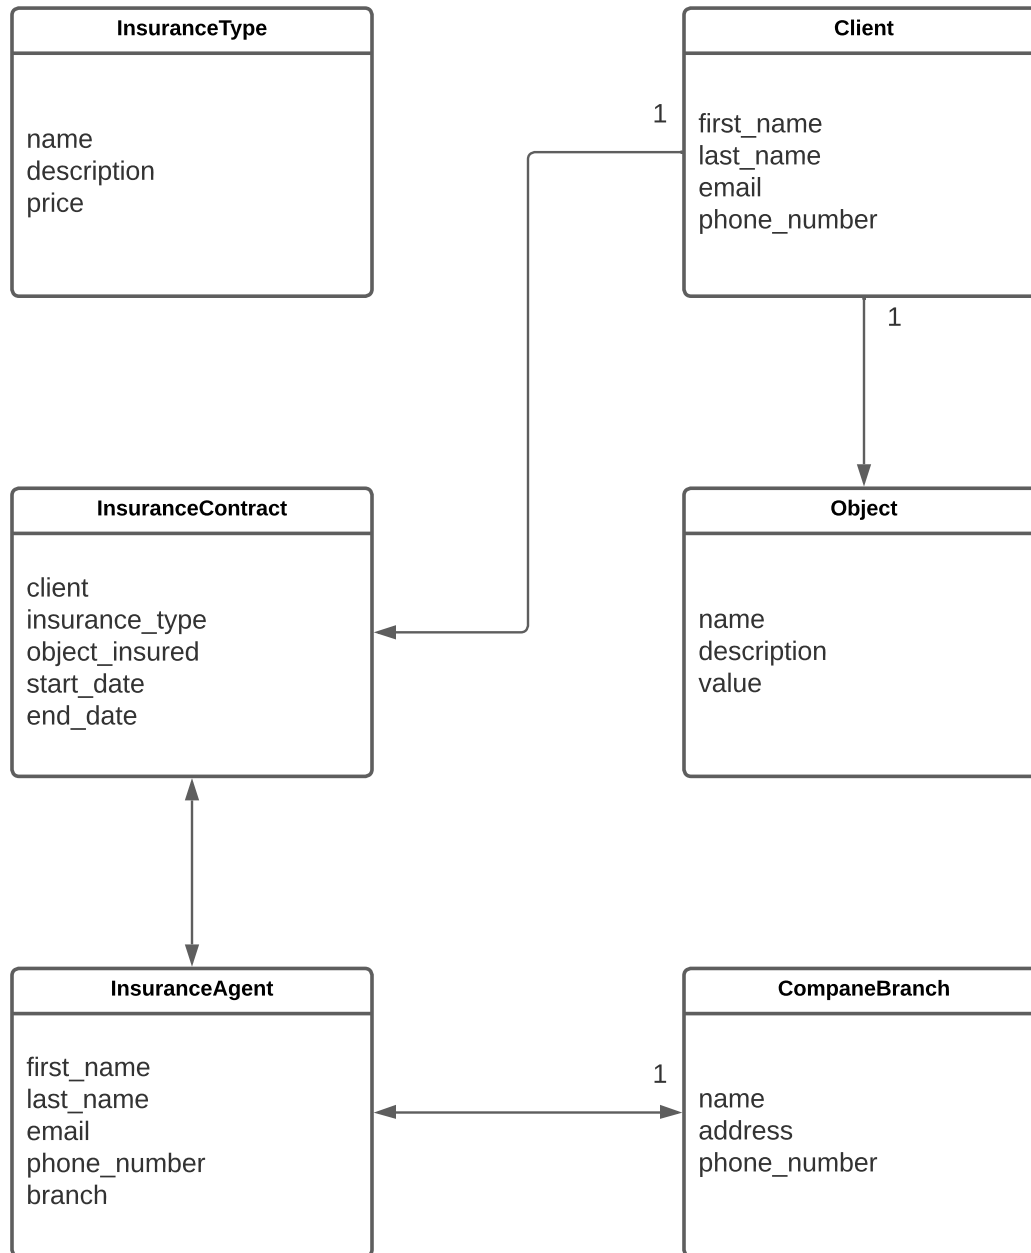 InsuranceType
name
description
price
Client
1
first_name
last_name
email
phone_number
1
InsuranceContract
client
insurance_type
object_insured
start_date
end_date
Object
name
description
value
InsuranceAgent
first_name
last_name
email
phone_number
branch
1
CompaneBranch
name
address
phone_number